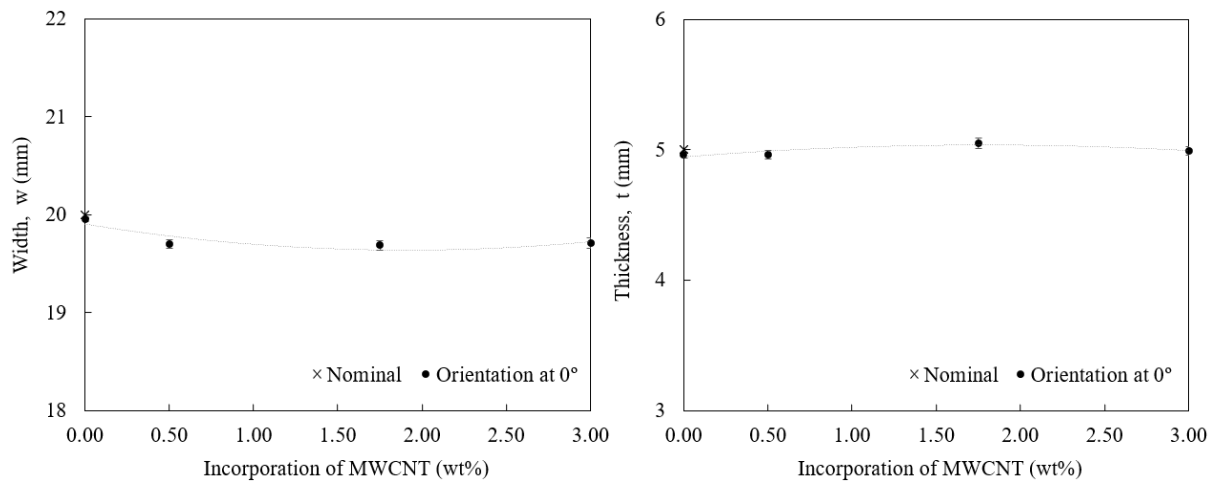 22
21
20
19
18
Width, w (mm)
× Nominal ● Orientation at 0º
0.00 0.50 1.00 1.50 2.00 2.50 3.00
Incorporation of MWCNT (wt%)
6
5
4
3
Thickness, t (mm)
× Nominal ● Orientation at 0º
0.00 0.50 1.00 1.50 2.00 2.50 3.00
Incorporation of MWCNT (wt%)